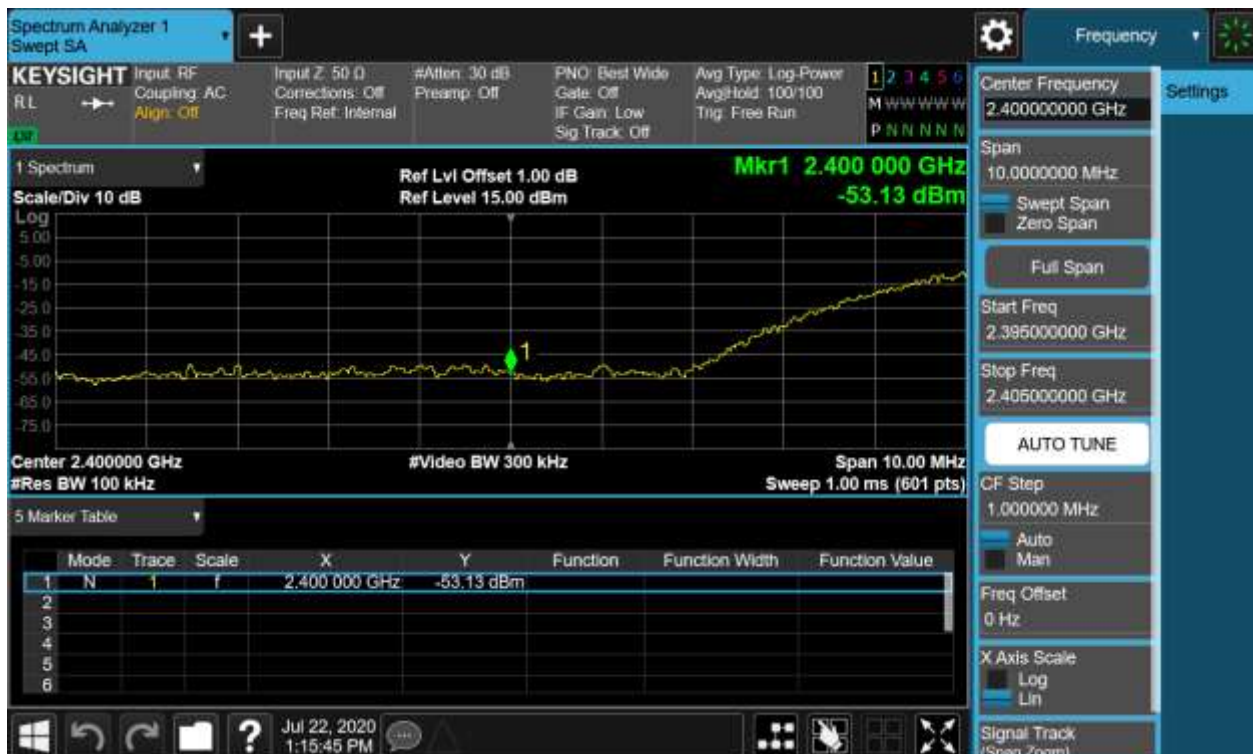 Spectrum Analyzer 1
Swept SA
+
Frequency
KEYSIGHT
RL
Input: RF
Coupling: AC
Align: Off
Input Z: 50 Ω
Corrections: Off
Freq Ref: Internal
#Atten: 30 dB
Preamp: Off
PNO: Best Wide
Gate: Off
IF Gain: Low
Sig Track: Off
Avg Type: Log-Power
Avg|Hold: 100/100
Trig: Free Run
1 2 3 4 5 6
M W W W W W
P N N N N N
1 Spectrum
Scale/Div 10 dB
Ref Lvl Offset 1.00 dB
Ref Level 15.00 dBm
Mkr1 2.400 000 GHz
-53.13 dBm
Log
5.00
-5.00
-15.0
-25.0
-35.0
-45.0
-55.0
-65.0
-75.0
1
Center 2.400000 GHz
#Res BW 100 kHz
#Video BW 300 kHz
Span 10.00 MHz
Sweep 1.00 ms (601 pts)
5 Marker Table
Mode Trace Scale X Y Function Function Width Function Value
1 N 1 f 2.400 000 GHz -53.13 dBm
2
3
4
5
6
Jul 22, 2020
1:15:45 PM
Center Frequency
2.400000000 GHz
Settings
Span
10.0000000 MHz
Swept Span
Zero Span
Full Span
Start Freq
2.395000000 GHz
Stop Freq
2.405000000 GHz
AUTO TUNE
CF Step
1.000000 MHz
Auto
Man
Freq Offset
0 Hz
X Axis Scale
Log
Lin
Signal Track
(Span Zoom)